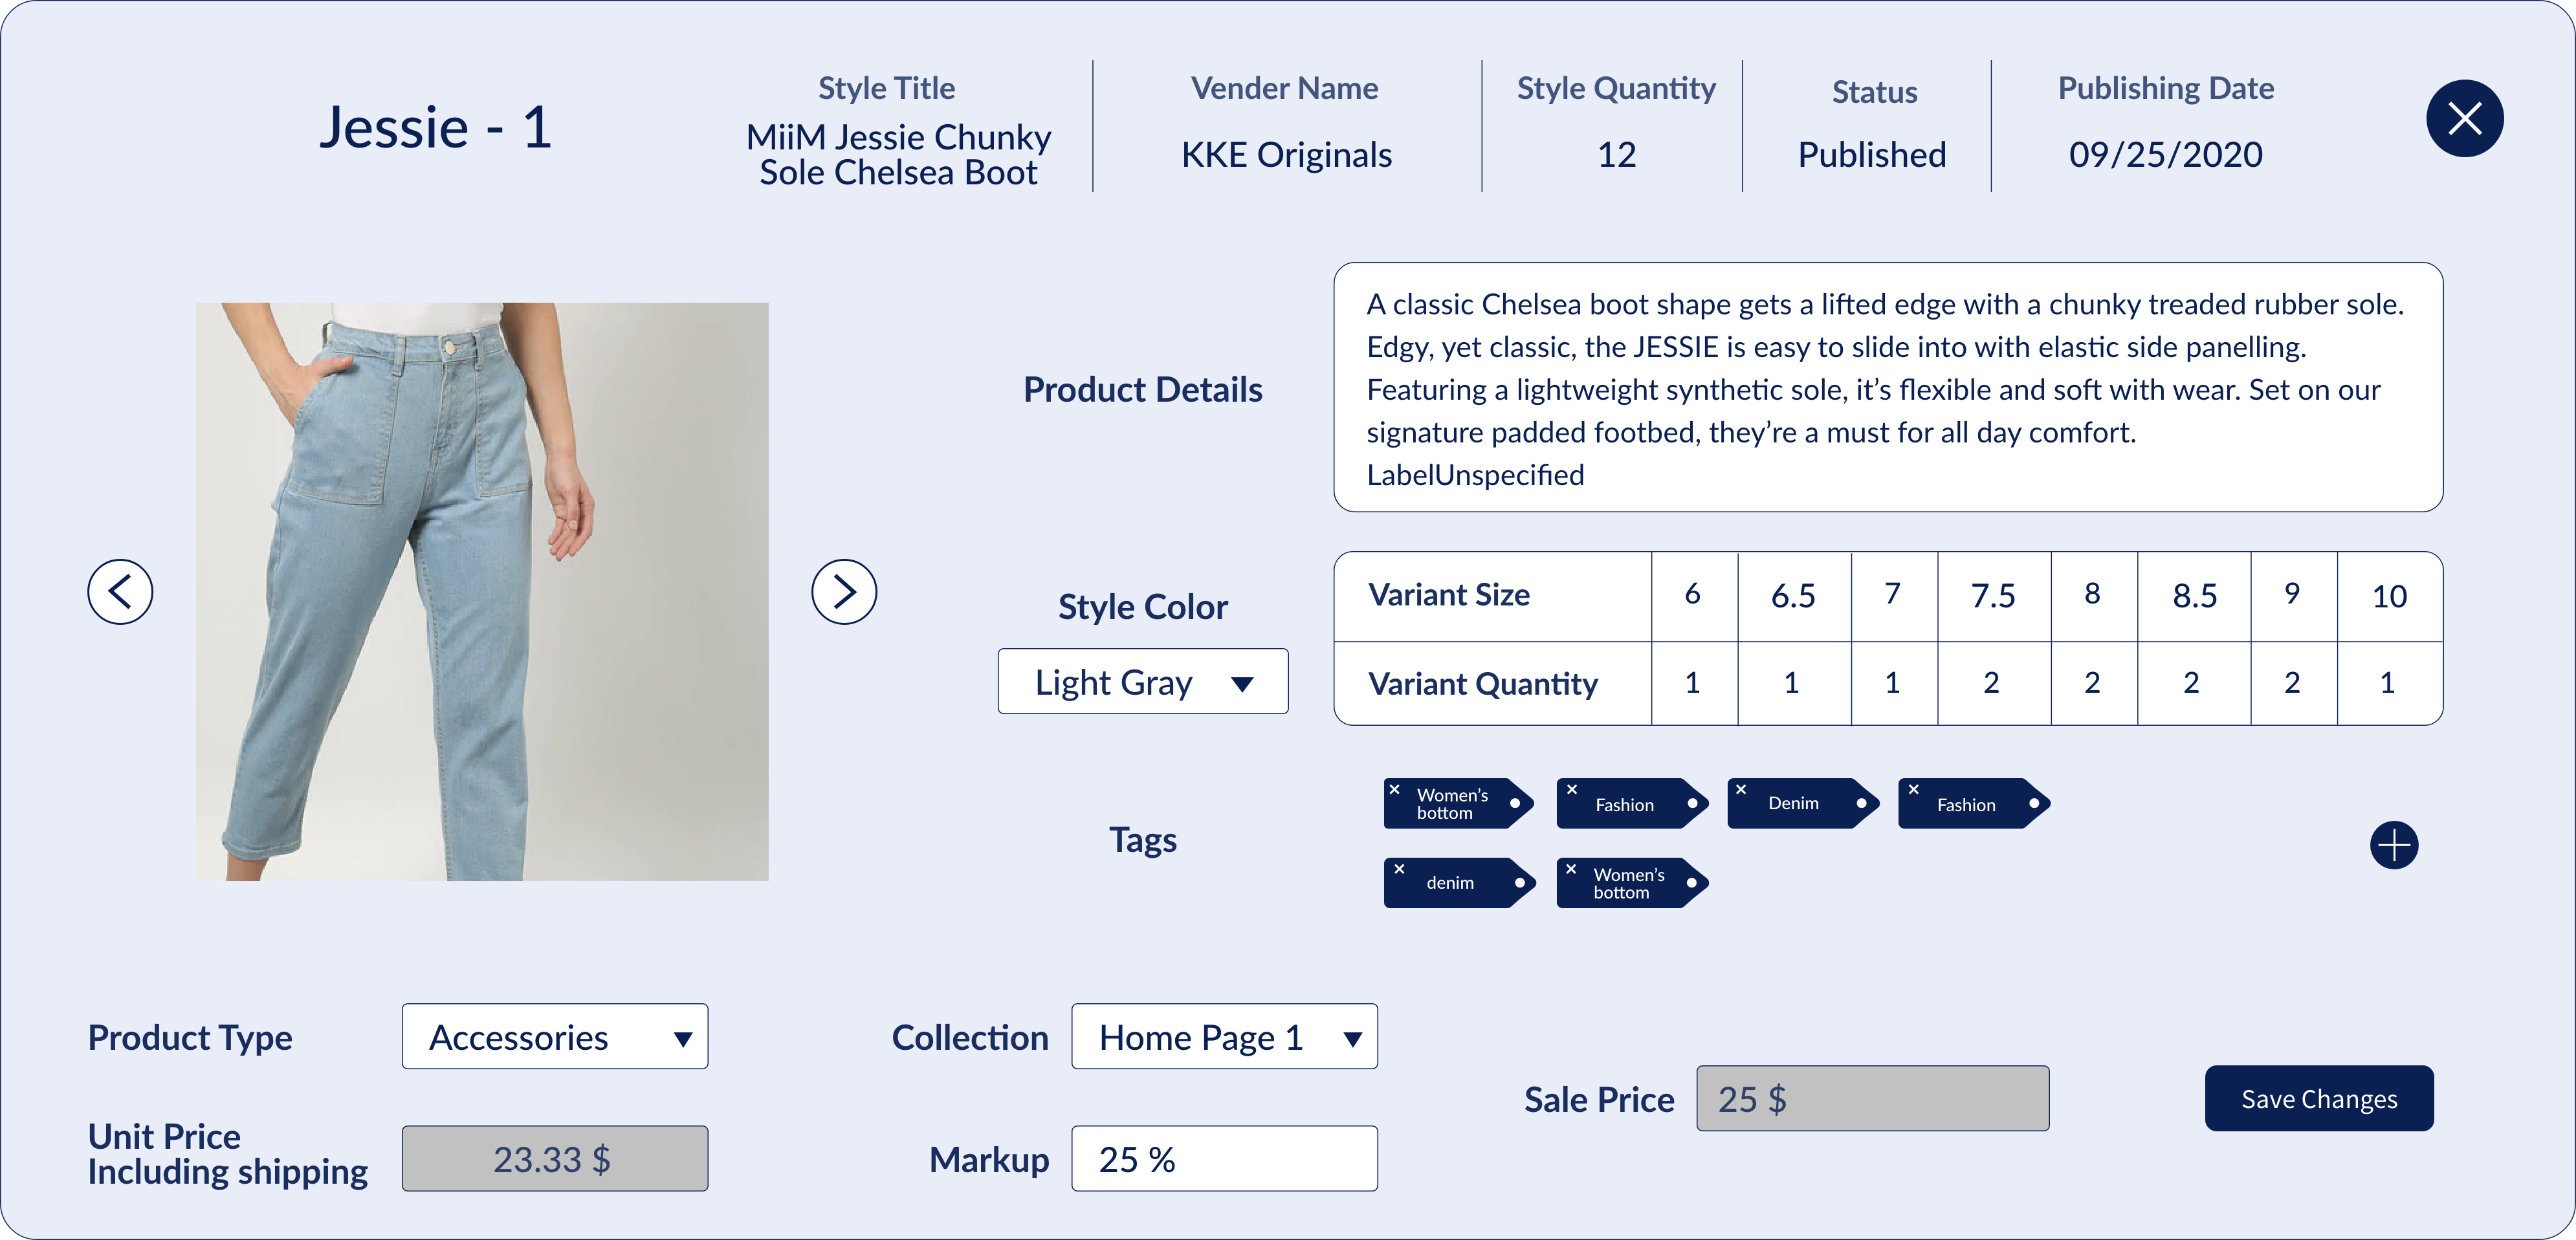 Jessie - 1
Style Title
MiiM Jessie Chunky
Sole Chelsea Boot
Vender Name
KKE Originals
Style Quantity
12
Status
Published
Publishing Date
09/25/2020
Product Details
A classic Chelsea boot shape gets a lifted edge with a chunky treaded rubber sole.
Edgy, yet classic, the JESSIE is easy to slide into with elastic side panelling.
Featuring a lightweight synthetic sole, it’s flexible and soft with wear. Set on our
signature padded footbed, they’re a must for all day comfort.
LabelUnspecified
Style Color
Light Gray
Variant Size 6 6.5 7 7.5 8 8.5 9 10
Variant Quantity 1 1 1 2 2 2 2 1
Tags
Women’s
bottom
Fashion
Denim
Fashion
denim
Women’s
bottom
Product Type
Accessories
Collection
Home Page 1
Unit Price
Including shipping
23.33 $
Markup
25 %
Sale Price
25 $
Save Changes